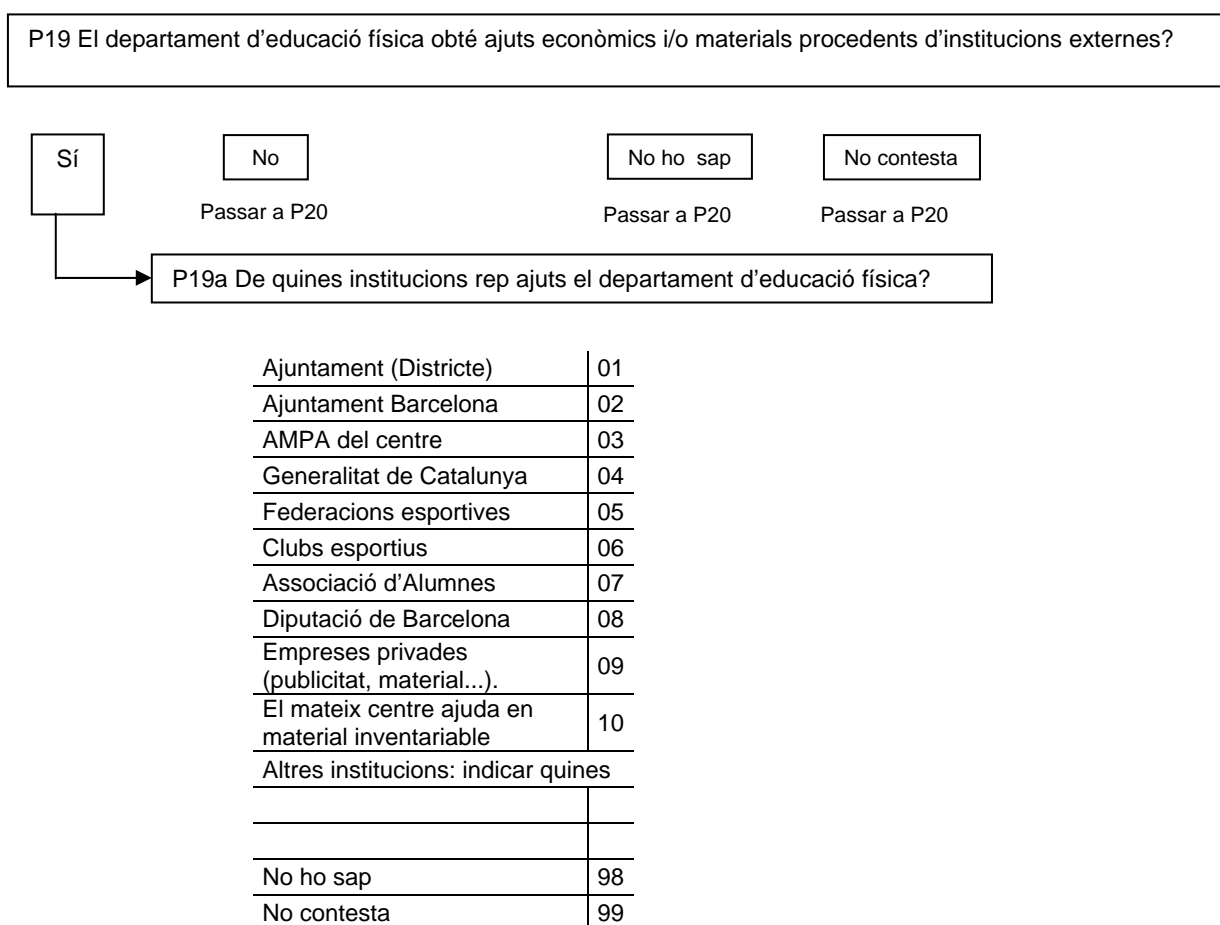 P19 El departament d’educació física obté ajuts econòmics i/o materials procedents d’institucions externes?
Sí
No
No ho sap
No contesta
Passar a P20
Passar a P20
Passar a P20
P19a De quines institucions rep ajuts el departament d’educació física?
Ajuntament (Districte) 01
Ajuntament Barcelona 02
AMPA del centre 03
Generalitat de Catalunya 04
Federacions esportives 05
Clubs esportius 06
Associació d’Alumnes 07
Diputació de Barcelona 08
Empreses privades
(publicitat, material...). 09
El mateix centre ajuda en
material inventariable 10
Altres institucions: indicar quines
No ho sap 98
No contesta 99